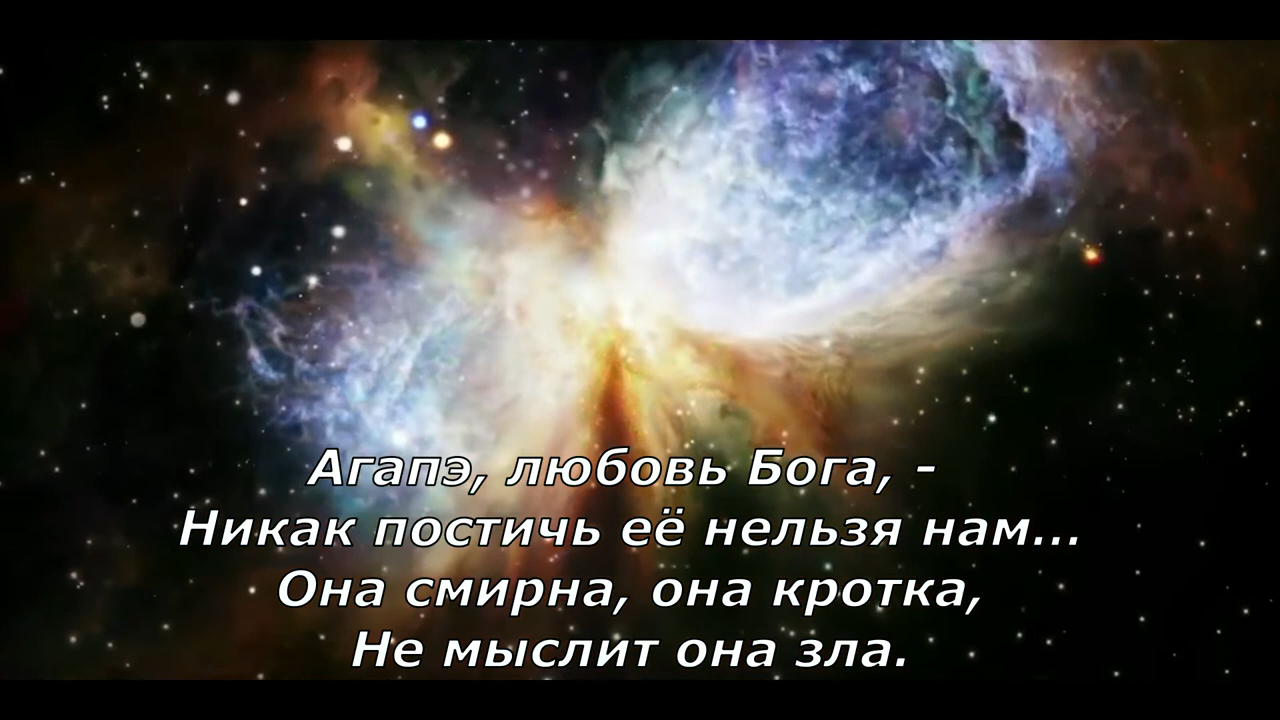 Агапэ, любовь Бога, -
Никак постичь её нельзя нам...
Она смирна, она кротка,
Не мыслит она зла.